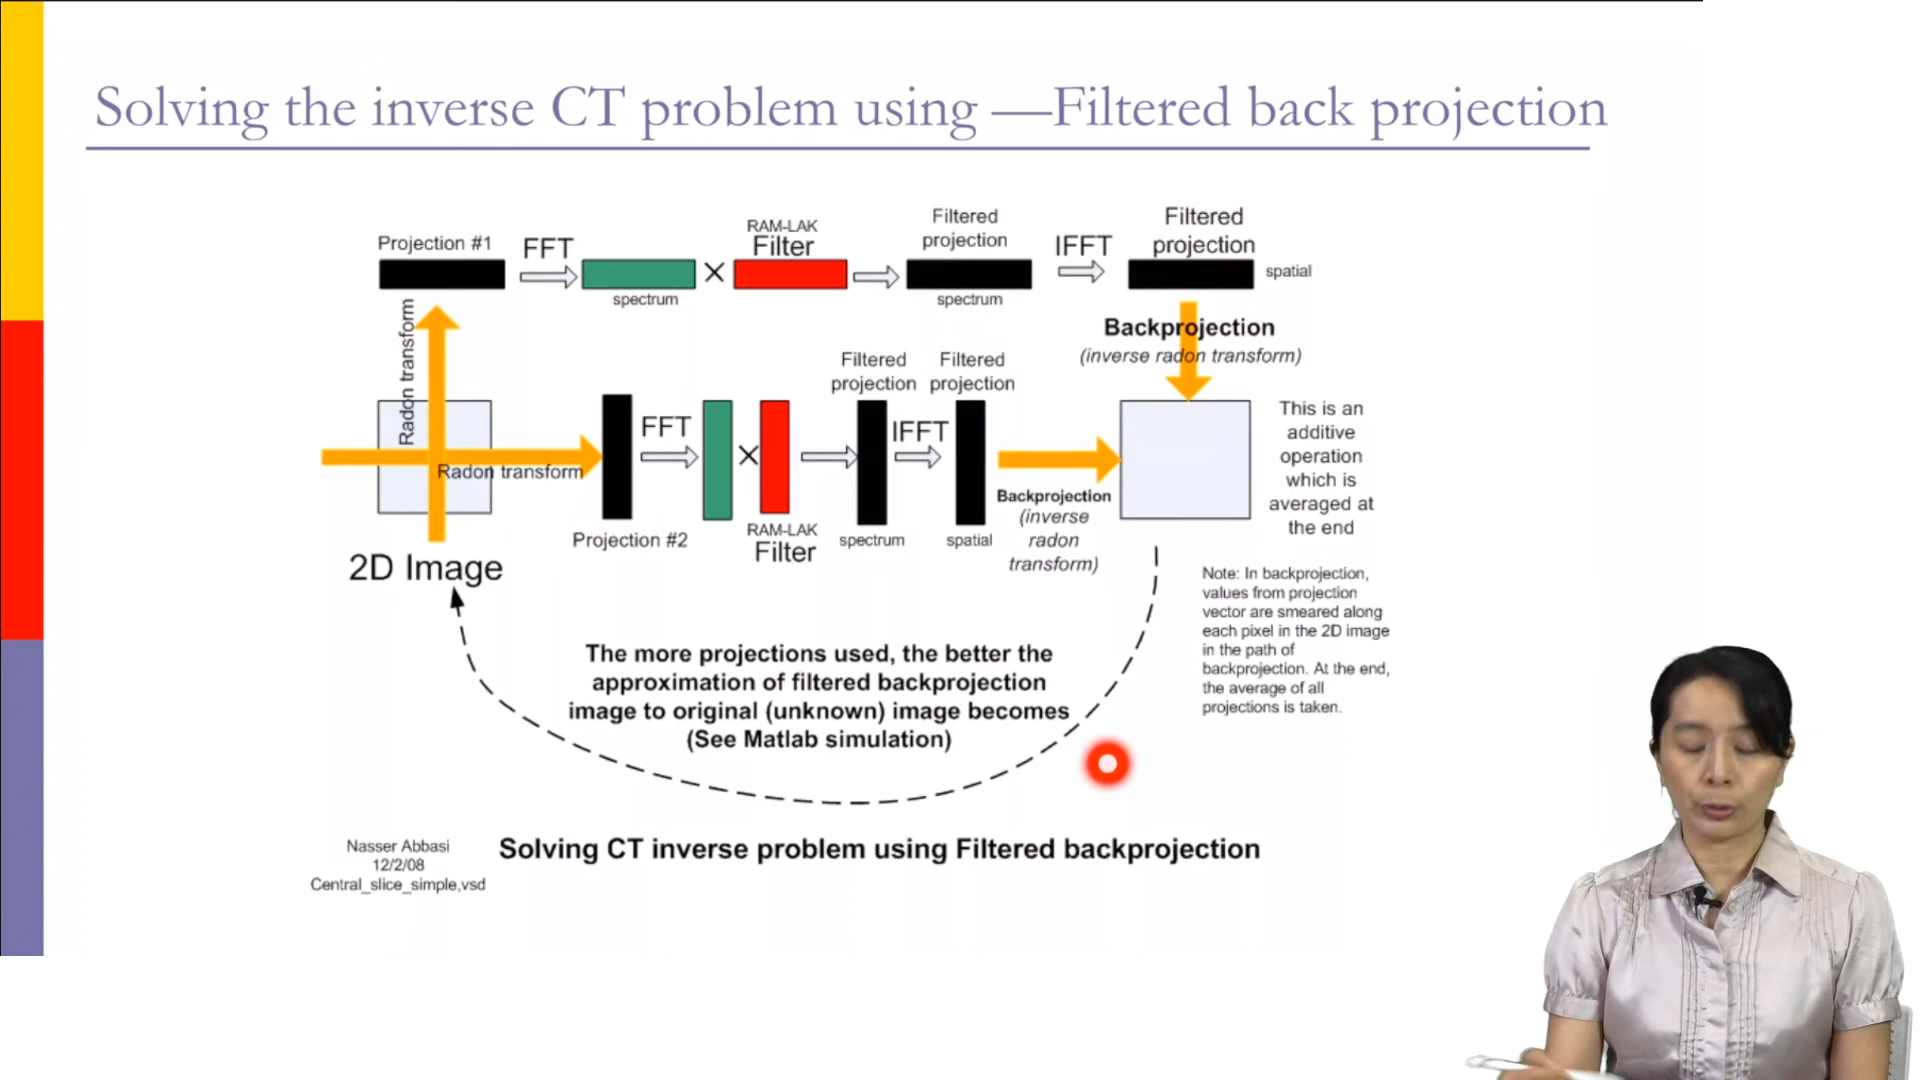 Solving the inverse CT problem using —Filtered back projection
Projection #1
FFT
spectrum
×
RAM-LAK
Filter
Filtered
projection
spectrum
IFFT
Filtered
projection
spatial
Radon transform
Backprojection
(inverse radon transform)
Radon transform
2D Image
Projection #2
FFT
×
RAM-LAK
Filter
Filtered
projection
spectrum
IFFT
Filtered
projection
spatial
Backprojection
(inverse
radon
transform)
This is an
additive
operation
which is
averaged at
the end
Note: In backprojection,
values from projection
vector are smeared along
each pixel in the 2D image
in the path of
backprojection. At the end,
the average of all
projections is taken.
The more projections used, the better the
approximation of filtered backprojection
image to original (unknown) image becomes
(See Matlab simulation)
Nasser Abbasi
12/2/08
Central_slice_simple,vsd
Solving CT inverse problem using Filtered backprojection